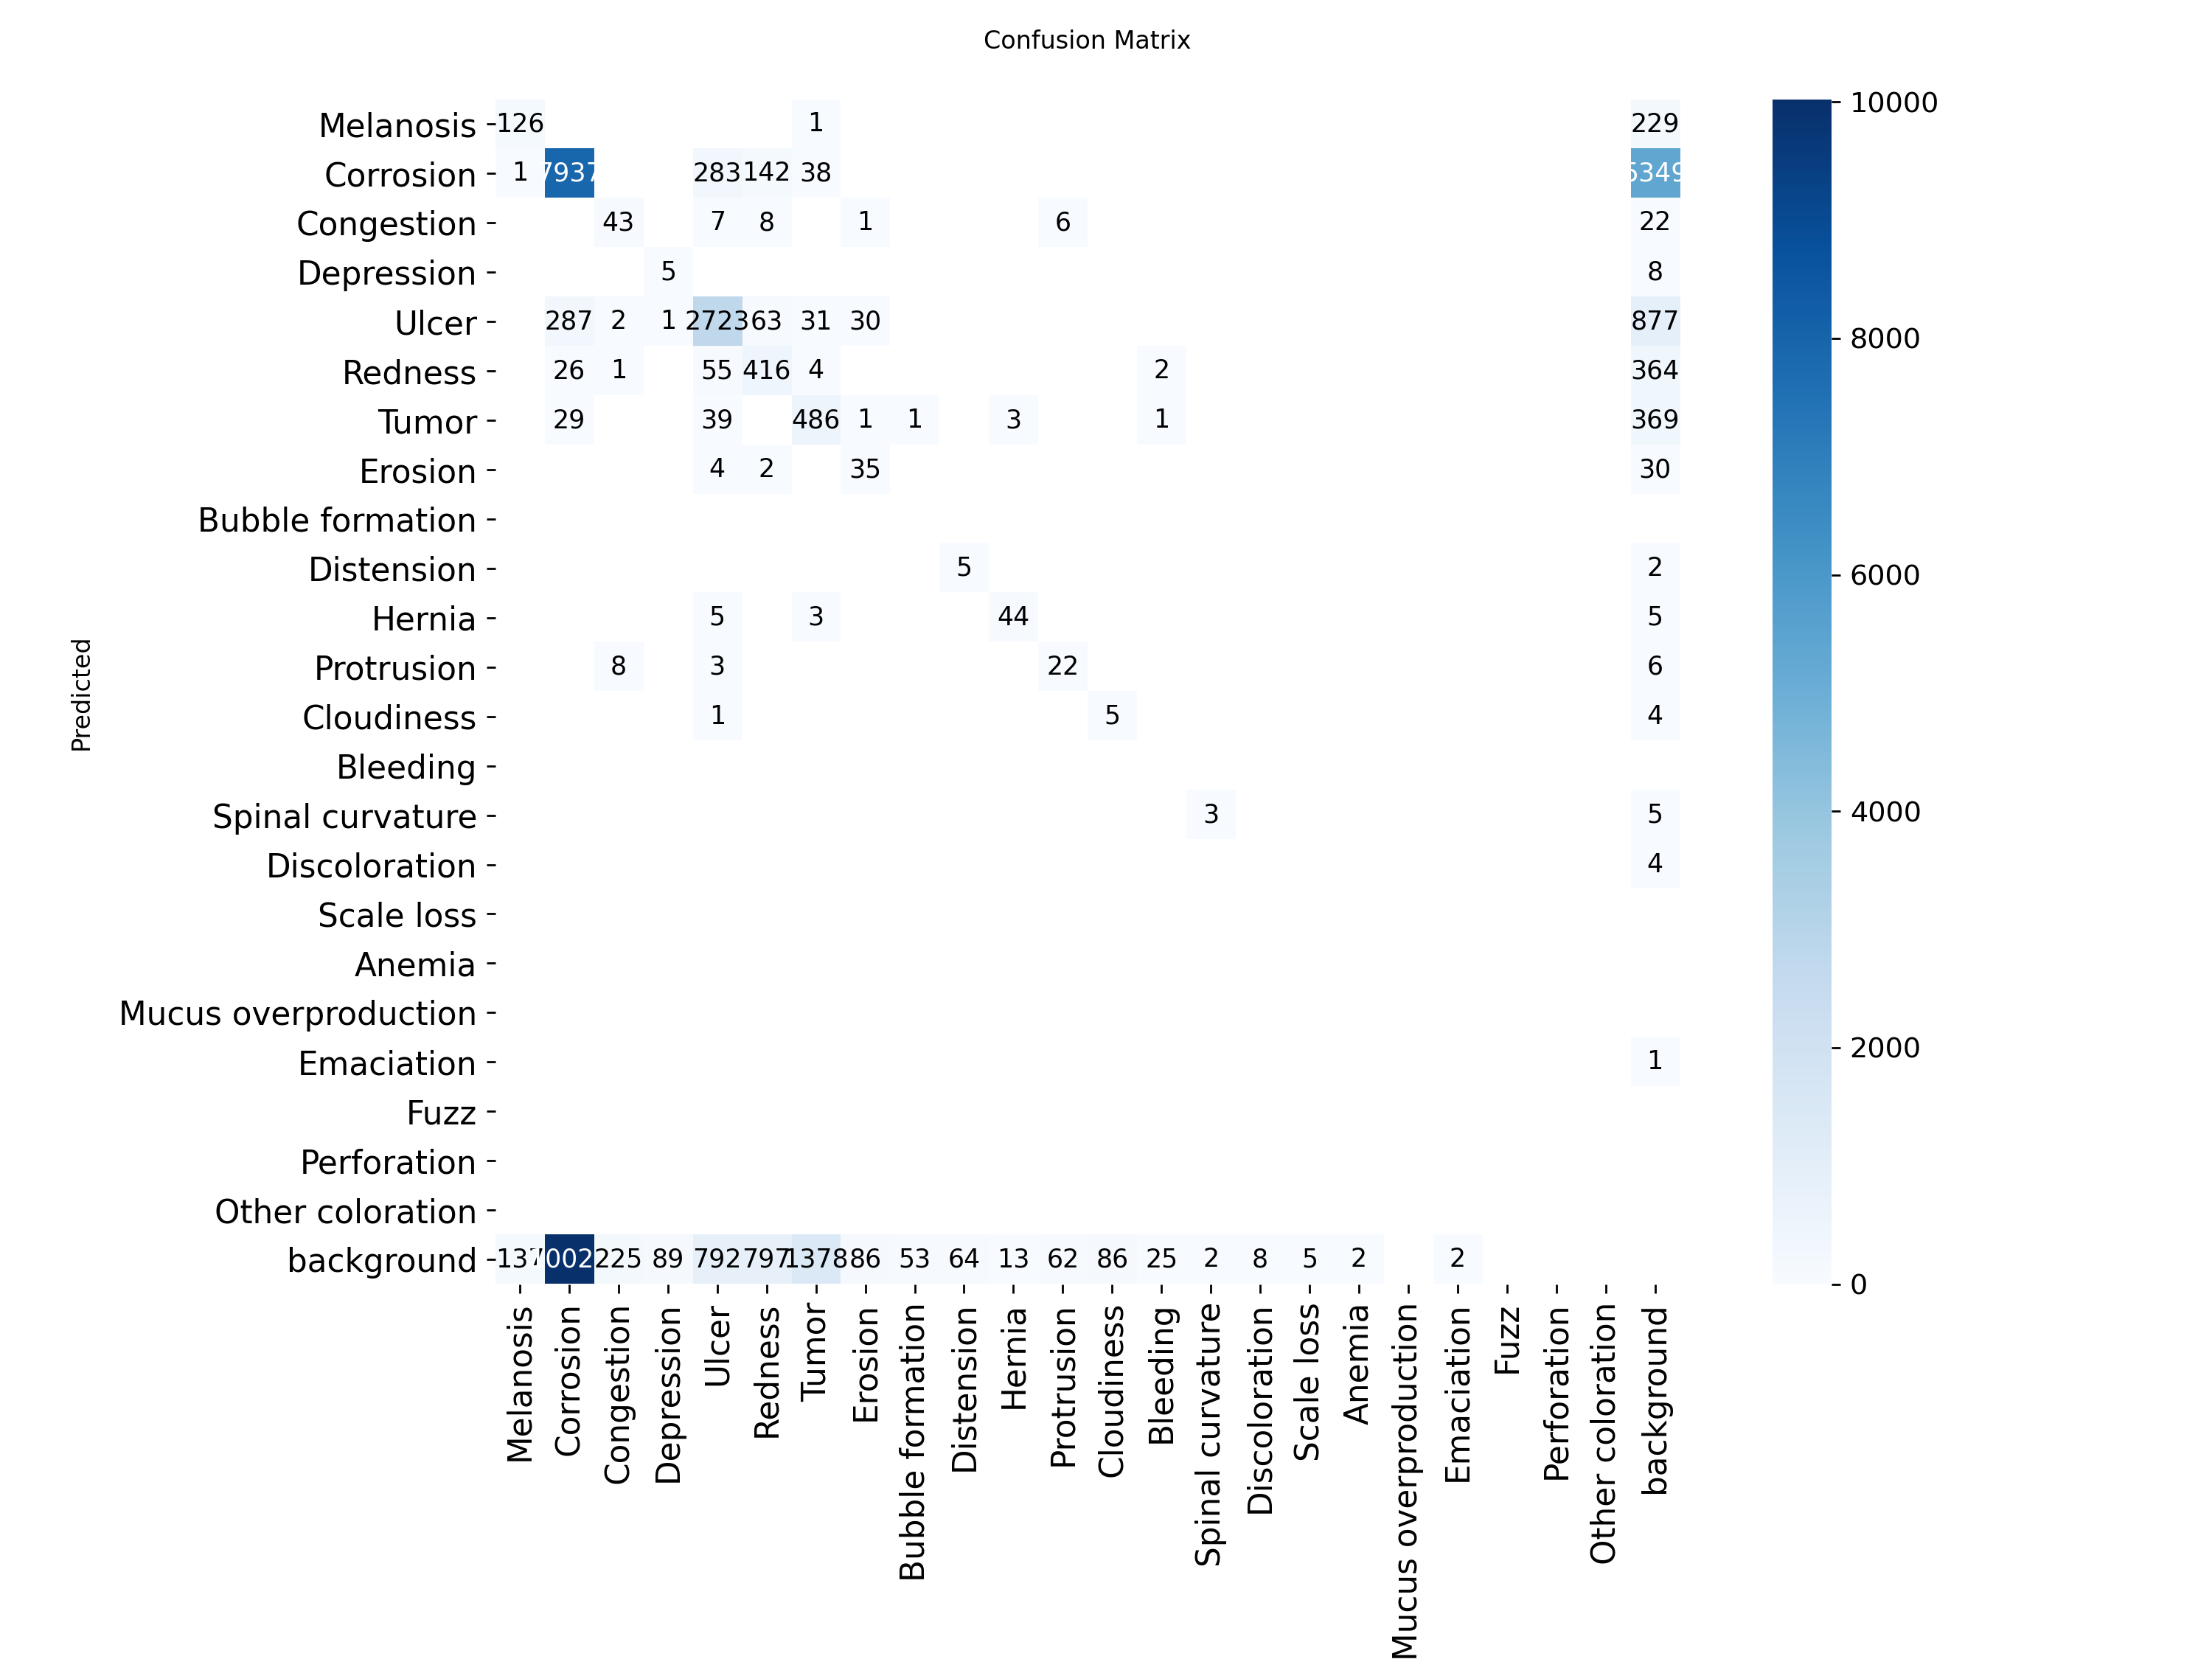 Confusion Matrix
Melanosis 126 1 229
Corrosion 1 7937 283 142 38 5349
Congestion 43 7 8 1 6 22
Depression 5 8
Ulcer 287 2 1 2723 63 31 30 877
Redness 26 1 55 416 4 2 364
Tumor 29 39 486 1 1 3 1 369
Erosion 4 2 35 30
Bubble formation
Distension 5 2
Hernia 5 3 44 5
Protrusion 8 3 22 6
Cloudiness 1 5 4
Bleeding
Spinal curvature 3 5
Discoloration 4
Scale loss
Anemia
Mucus overproduction
Emaciation 1
Fuzz
Perforation
Other coloration
background 137 225 89 792 797 1378 86 53 64 13 62 86 25 2 8 5 2 2
Predicted
Melanosis
Corrosion
Congestion
Depression
Ulcer
Redness
Tumor
Erosion
Bubble formation
Distension
Hernia
Protrusion
Cloudiness
Bleeding
Spinal curvature
Discoloration
Scale loss
Anemia
Mucus overproduction
Emaciation
Fuzz
Perforation
Other coloration
background
10000
8000
6000
4000
2000
0